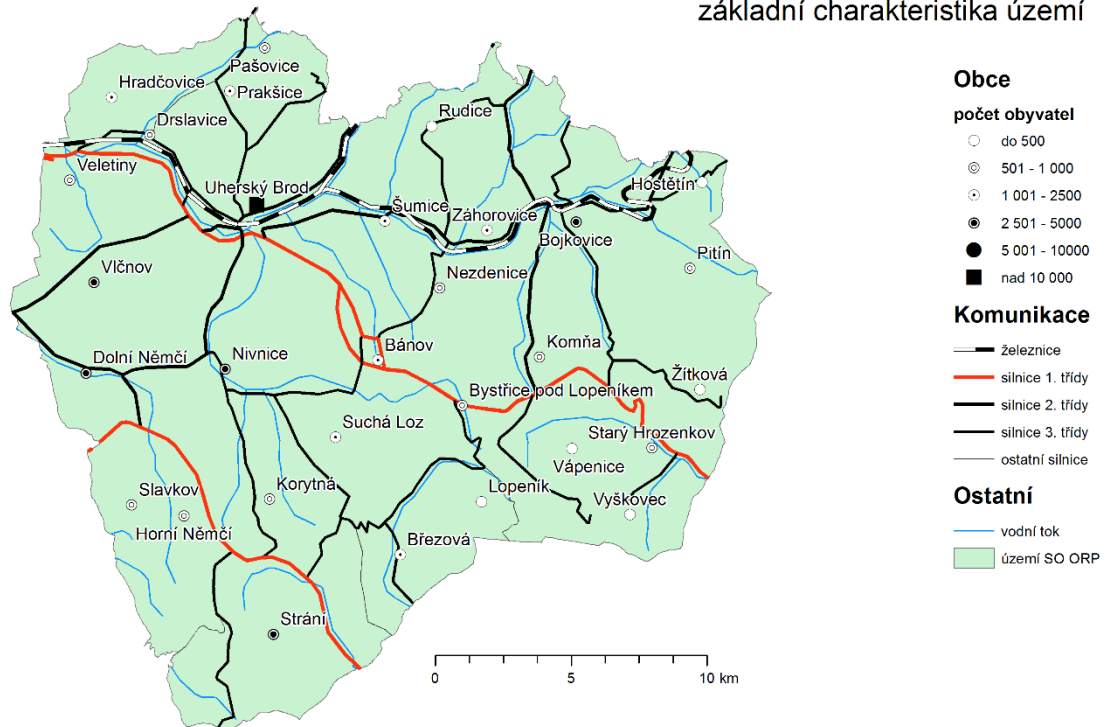 základní charakteristika území
Pašovice
Hradčovice
Prakšice
Rudice
Drslavice
Veletiny
Hostětín
Uherský Brod
Šumice
Záhorovice
Bojkovice
Pitín
Vlčnov
Nezdenice
Bánov
Komňa
Dolní Němčí
Nivnice
Žítková
Bystřice pod Lopeníkem
Suchá Loz
Starý Hrozenkov
Vápenice
Slavkov
Korytná
Lopeník
Vyškovec
Horní Němčí
Březová
Strání
0
5
10 km
Obce
počet obyvatel
do 500
501 - 1 000
1 001 - 2500
2 501 - 5000
5 001 - 10000
nad 10 000
Komunikace
železnice
silnice 1. třídy
silnice 2. třídy
silnice 3. třídy
ostatní silnice
Ostatní
vodní tok
území SO ORP